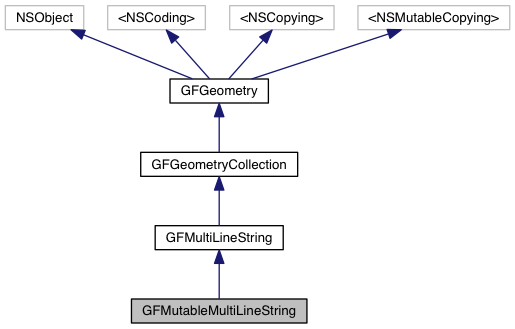 NSObject
<NSCoding>
<NSCopying>
<NSMutableCopying>
GFGeometry
GFGeometryCollection
GFMultiLineString
GFMutableMultiLineString